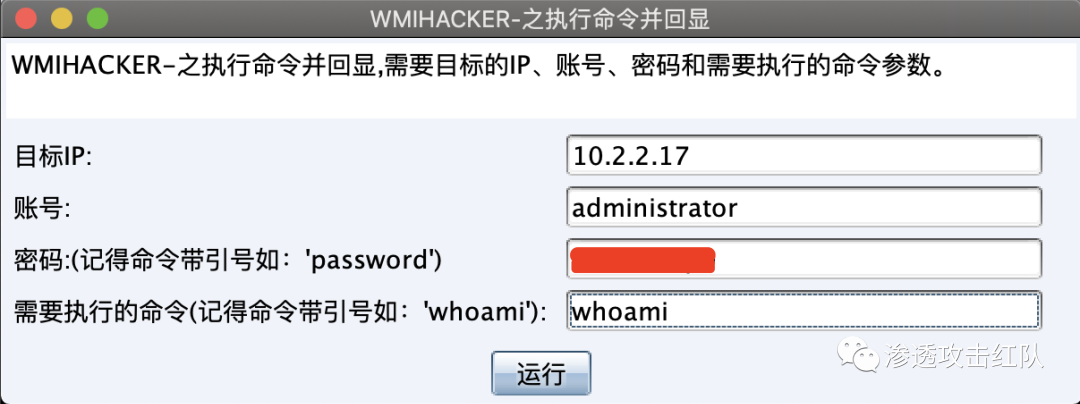 WMIHACKER-之执行命令并回显
WMIHACKER-之执行命令并回显,需要目标的IP、账号、密码和需要执行的命令参数。
目标IP:
10.2.2.17
账号:
administrator
密码:(记得命令带引号如：'password')
需要执行的命令(记得命令带引号如：'whoami'):
whoami
运行
渗透攻击红队